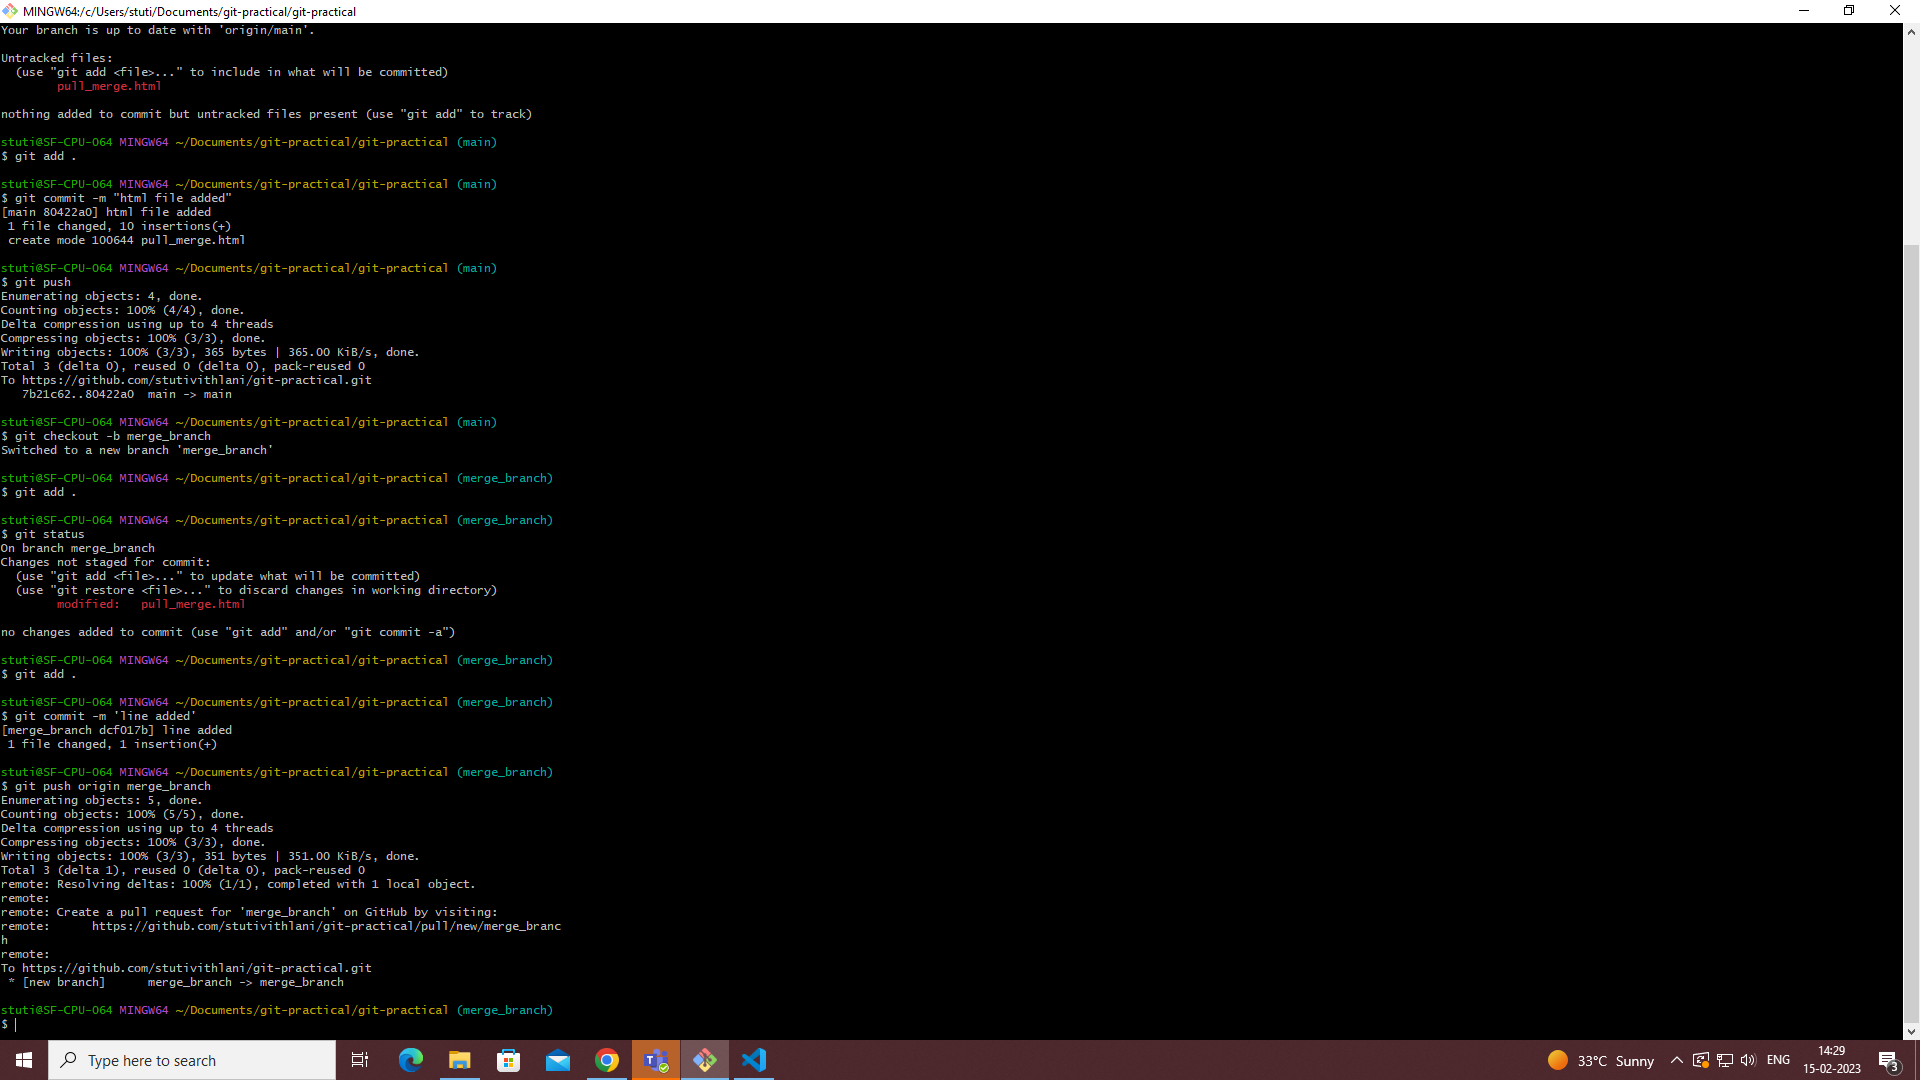 MINGW64:/c/Users/stuti/Documents/git-practical/git-practical
Your branch is up to date with 'origin/main'.
Untracked files:
  (use "git add <file>..." to include in what will be committed)
        pull_merge.html
nothing added to commit but untracked files present (use "git add" to track)
stuti@SF-CPU-064 MINGW64 ~/Documents/git-practical/git-practical (main)
$ git add .
stuti@SF-CPU-064 MINGW64 ~/Documents/git-practical/git-practical (main)
$ git commit -m "html file added"
[main 80422a0] html file added
 1 file changed, 10 insertions(+)
 create mode 100644 pull_merge.html
stuti@SF-CPU-064 MINGW64 ~/Documents/git-practical/git-practical (main)
$ git push
Enumerating objects: 4, done.
Counting objects: 100% (4/4), done.
Delta compression using up to 4 threads
Compressing objects: 100% (3/3), done.
Writing objects: 100% (3/3), 365 bytes | 365.00 KiB/s, done.
Total 3 (delta 0), reused 0 (delta 0), pack-reused 0
To https://github.com/stutivithlani/git-practical.git
   7b21c62..80422a0  main -> main
stuti@SF-CPU-064 MINGW64 ~/Documents/git-practical/git-practical (main)
$ git checkout -b merge_branch
Switched to a new branch 'merge_branch'
stuti@SF-CPU-064 MINGW64 ~/Documents/git-practical/git-practical (merge_branch)
$ git add .
stuti@SF-CPU-064 MINGW64 ~/Documents/git-practical/git-practical (merge_branch)
$ git status
On branch merge_branch
Changes not staged for commit:
  (use "git add <file>..." to update what will be committed)
  (use "git restore <file>..." to discard changes in working directory)
        modified:   pull_merge.html
no changes added to commit (use "git add" and/or "git commit -a")
stuti@SF-CPU-064 MINGW64 ~/Documents/git-practical/git-practical (merge_branch)
$ git add .
stuti@SF-CPU-064 MINGW64 ~/Documents/git-practical/git-practical (merge_branch)
$ git commit -m 'line added'
[merge_branch dcf017b] line added
 1 file changed, 1 insertion(+)
stuti@SF-CPU-064 MINGW64 ~/Documents/git-practical/git-practical (merge_branch)
$ git push origin merge_branch
Enumerating objects: 5, done.
Counting objects: 100% (5/5), done.
Delta compression using up to 4 threads
Compressing objects: 100% (3/3), done.
Writing objects: 100% (3/3), 351 bytes | 351.00 KiB/s, done.
Total 3 (delta 1), reused 0 (delta 0), pack-reused 0
remote: Resolving deltas: 100% (1/1), completed with 1 local object.
remote:
remote: Create a pull request for 'merge_branch' on GitHub by visiting:
remote:      https://github.com/stutivithlani/git-practical/pull/new/merge_branc
h
remote:
To https://github.com/stutivithlani/git-practical.git
 * [new branch]      merge_branch -> merge_branch
stuti@SF-CPU-064 MINGW64 ~/Documents/git-practical/git-practical (merge_branch)
$
Type here to search
33°C Sunny
ENG
14:29
15-02-2023
3